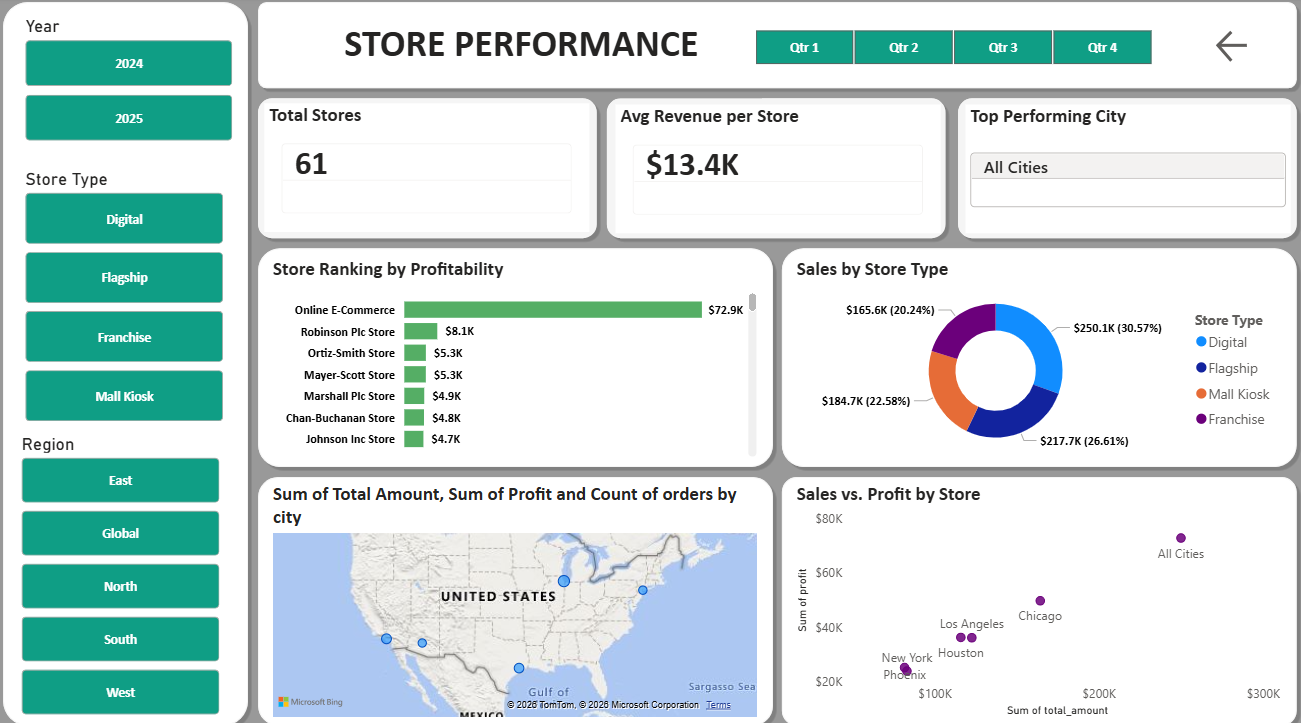 Year
2024
2025
Store Type
Digital
Flagship
Franchise
Mall Kiosk
Region
East
Global
North
South
West
STORE PERFORMANCE
Qtr 1
Qtr 2
Qtr 3
Qtr 4
Total Stores
61
Avg Revenue per Store
$13.4K
Top Performing City
All Cities
Store Ranking by Profitability
Online E-Commerce $72.9K
Robinson Plc Store $8.1K
Ortiz-Smith Store $5.3K
Mayer-Scott Store $5.3K
Marshall Plc Store $4.9K
Chan-Buchanan Store $4.8K
Johnson Inc Store $4.7K
Sales by Store Type
$165.6K (20.24%)
$250.1K (30.57%)
$184.7K (22.58%)
$217.7K (26.61%)
Store Type
Digital
Flagship
Mall Kiosk
Franchise
Sum of Total Amount, Sum of Profit and Count of orders by
city
UNITED STATES
Gulf of
Sargasso Sea
MEXICO
Microsoft Bing
© 2026 TomTom, © 2026 Microsoft Corporation Terms
Sales vs. Profit by Store
Sum of profit
$80K
$60K
$40K
$20K
All Cities
Chicago
Los Angeles
Houston
New York
Phoenix
$100K
$200K
$300K
Sum of total_amount